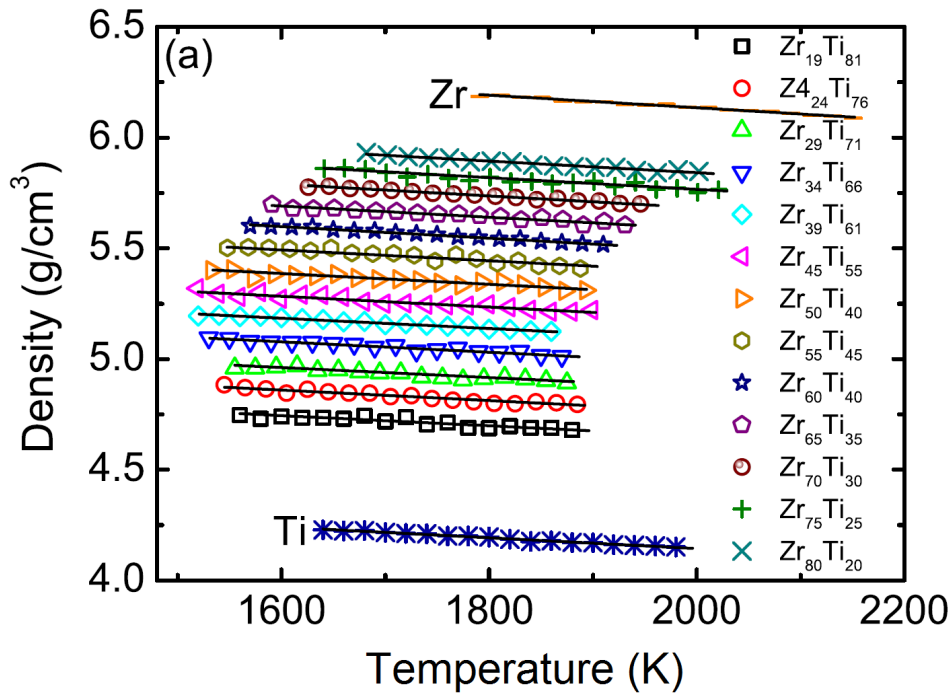 (a)
Zr
Ti
Density (g/cm³)
6.5
6.0
5.5
5.0
4.5
4.0
1600 1800 2000 2200
Temperature (K)
Zr₁₉Ti₈₁
Z4₂₄Ti₇₆
Zr₂₉Ti₇₁
Zr₃₄Ti₆₆
Zr₃₉Ti₆₁
Zr₄₅Ti₅₅
Zr₅₀Ti₄₀
Zr₅₅Ti₄₅
Zr₆₀Ti₄₀
Zr₆₅Ti₃₅
Zr₇₀Ti₃₀
Zr₇₅Ti₂₅
Zr₈₀Ti₂₀